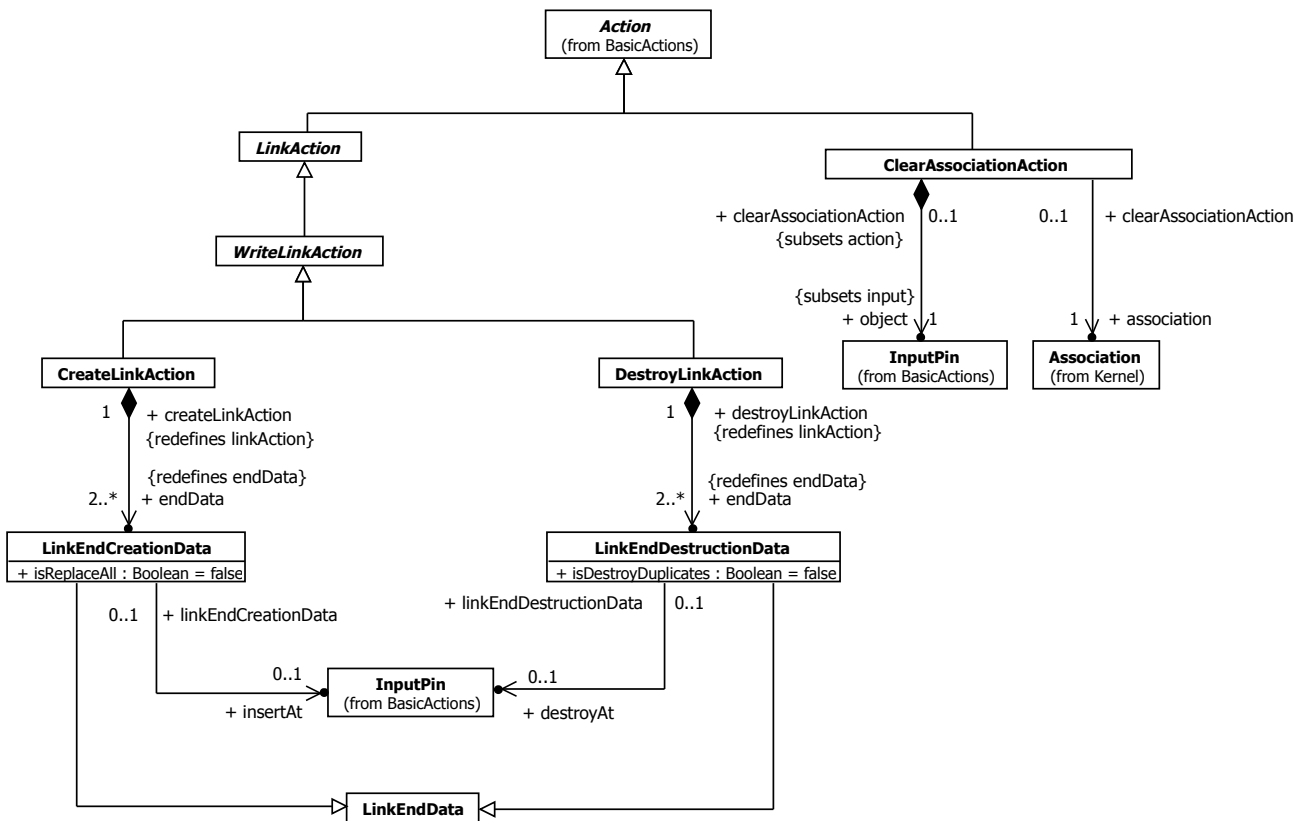 Action
(from BasicActions)
LinkAction
ClearAssociationAction
+ clearAssociationAction
0..1
{subsets action}
0..1
+ clearAssociationAction
WriteLinkAction
{subsets input}
+ object
1
1
+ association
InputPin
(from BasicActions)
Association
(from Kernel)
CreateLinkAction
DestroyLinkAction
1
+ createLinkAction
{redefines linkAction}
1
+ destroyLinkAction
{redefines linkAction}
{redefines endData}
2..*
+ endData
{redefines endData}
2..*
+ endData
LinkEndCreationData
+ isReplaceAll : Boolean = false
LinkEndDestructionData
+ isDestroyDuplicates : Boolean = false
0..1
+ linkEndCreationData
+ linkEndDestructionData
0..1
0..1
+ insertAt
InputPin
(from BasicActions)
0..1
+ destroyAt
LinkEndData